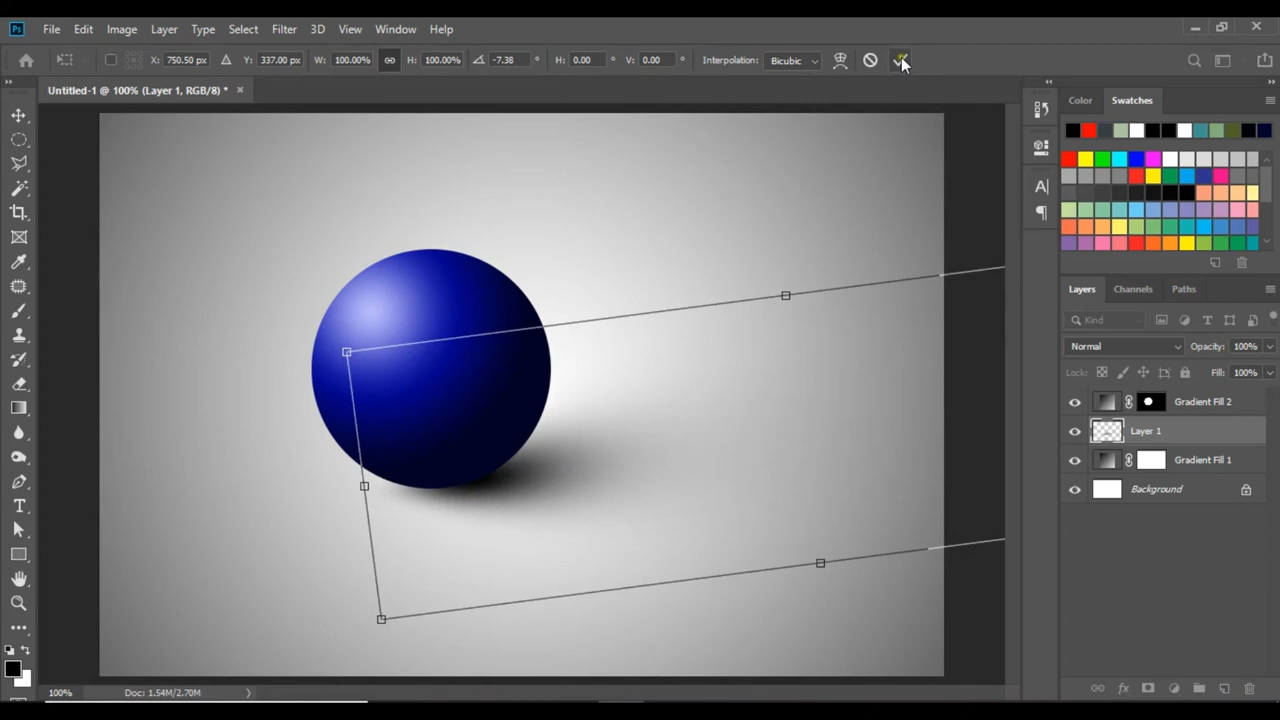 Ps File Edit Image Layer Type Select Filter 3D View Window Help
X: 750.50 px Y: 337.00 px W: 100.00% H: 100.00% -7.38 ° H: 0.00 ° V: 0.00 ° Interpolation: Bicubic
Untitled-1 @ 100% (Layer 1, RGB/8) * ×
Color Swatches
Layers Channels Paths
Kind
Normal Opacity: 100%
Lock: Fill: 100%
Gradient Fill 2
Layer 1
Gradient Fill 1
Background
100% Doc: 1.54M/2.70M